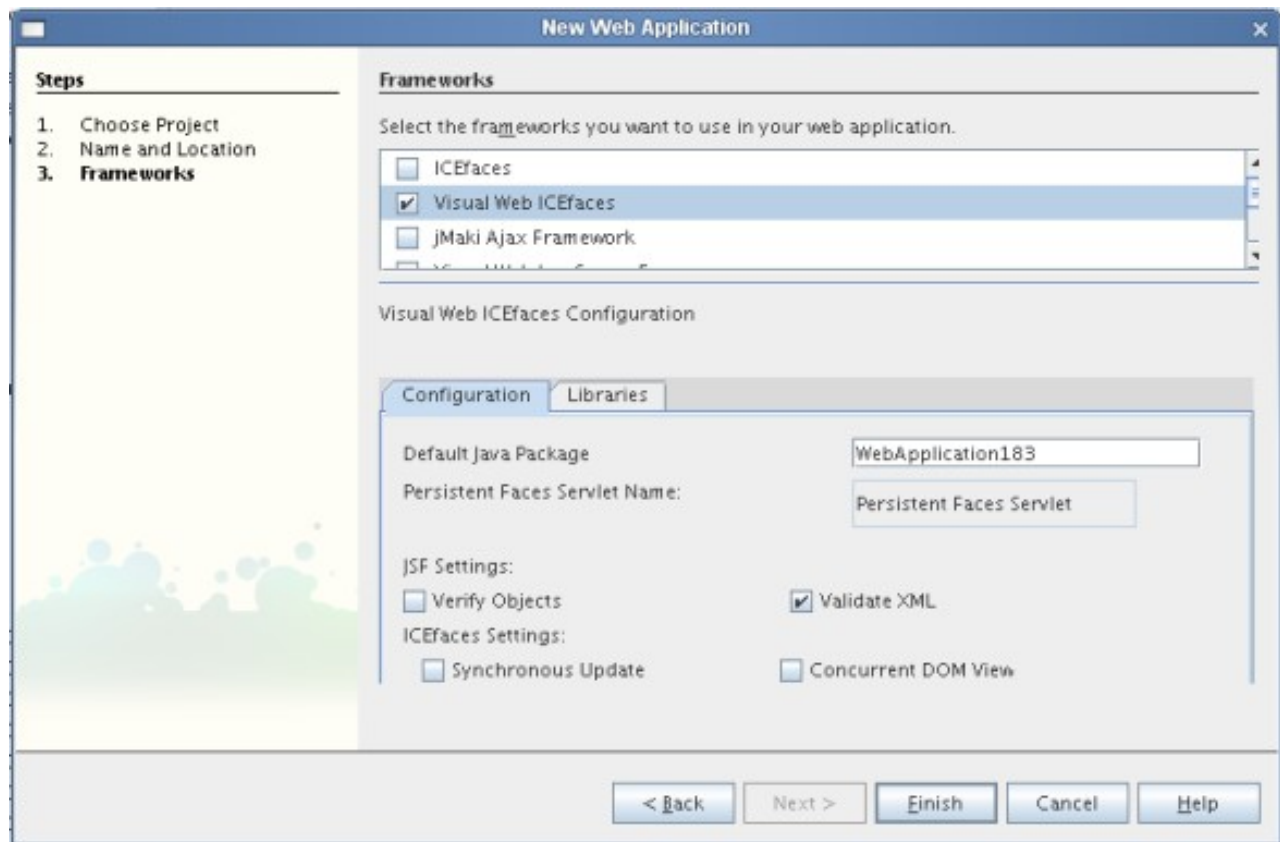 New Web Application
Steps
1. Choose Project
2. Name and Location
3. Frameworks
Frameworks
Select the frameworks you want to use in your web application.
ICEfaces
Visual Web ICEfaces
jMaki Ajax Framework
Visual Web ICEfaces Configuration
Configuration Libraries
Default Java Package WebApplication183
Persistent Faces Servlet Name: Persistent Faces Servlet
JSF Settings:
Verify Objects Validate XML
ICEfaces Settings:
Synchronous Update Concurrent DOM View
< Back Next > Finish Cancel Help